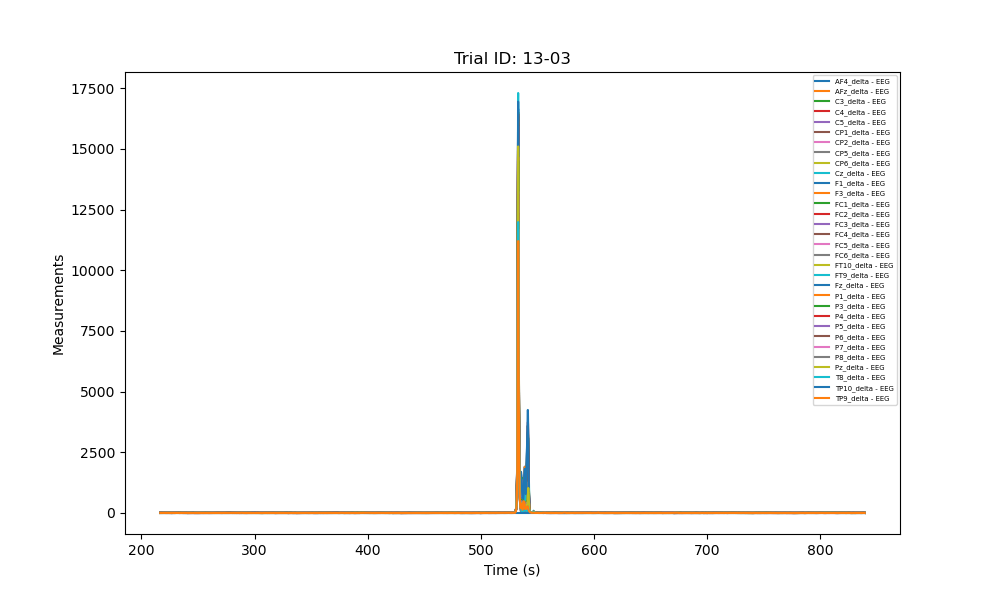 Trial ID: 13-03
17500
15000
12500
10000
7500
5000
2500
0
Measurements
200
300
400
500
600
700
800
Time (s)
AF4_delta - EEG
AFz_delta - EEG
C3_delta - EEG
C4_delta - EEG
C5_delta - EEG
CP1_delta - EEG
CP2_delta - EEG
CP5_delta - EEG
CP6_delta - EEG
Cz_delta - EEG
F1_delta - EEG
F3_delta - EEG
FC1_delta - EEG
FC2_delta - EEG
FC3_delta - EEG
FC4_delta - EEG
FC5_delta - EEG
FC6_delta - EEG
FT10_delta - EEG
FT9_delta - EEG
Fz_delta - EEG
P1_delta - EEG
P3_delta - EEG
P4_delta - EEG
P5_delta - EEG
P6_delta - EEG
P7_delta - EEG
P8_delta - EEG
Pz_delta - EEG
T8_delta - EEG
TP10_delta - EEG
TP9_delta - EEG